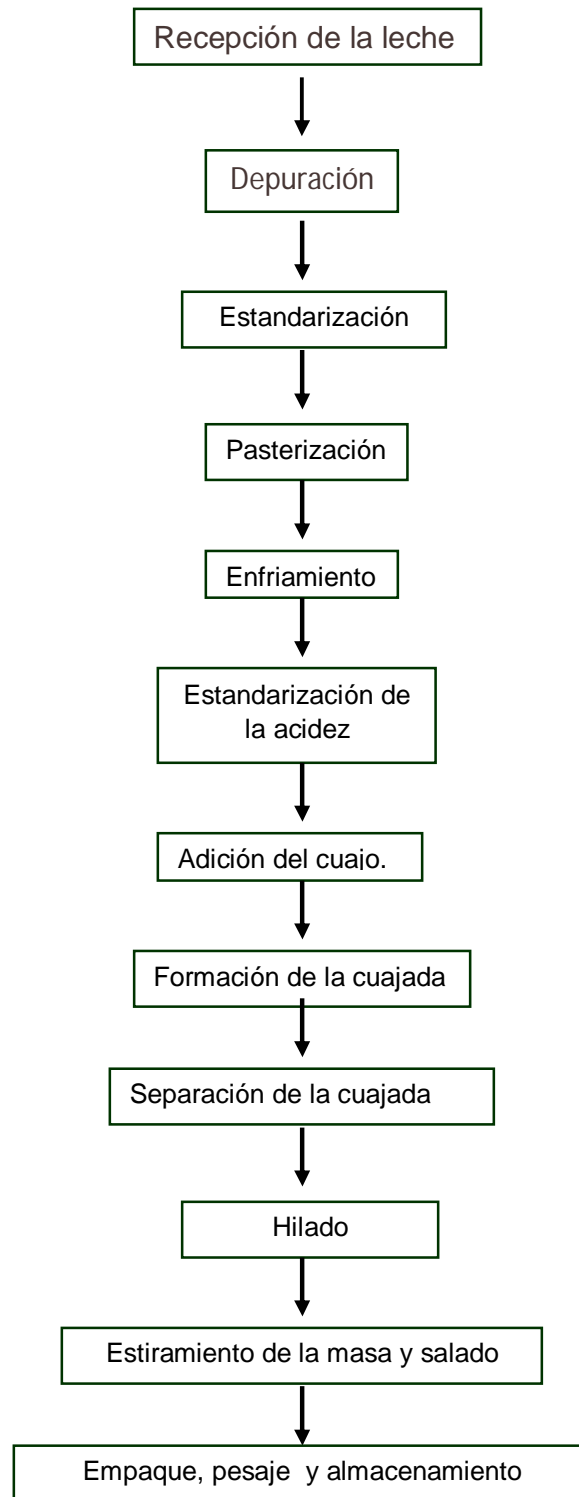 Recepción de la leche
Depuración
Estandarización
Pasterización
Enfriamiento
Estandarización de
la acidez
Adición del cuajo.
Formación de la cuajada
Separación de la cuajada
Hilado
Estiramiento de la masa y salado
Empaque, pesaje y almacenamiento